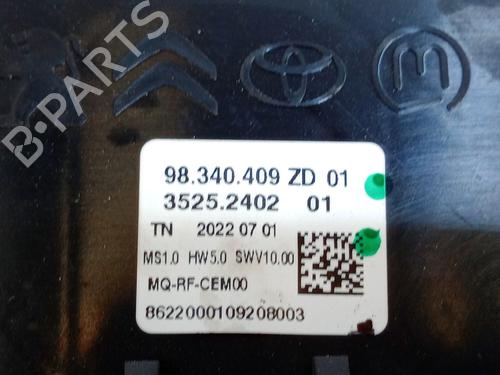 B-PARTS
M
98.340.409 ZD 01
3525.2402 01
TN 2022 07 01
MS1.0 HW5.0 SWV10.00
MQ-RF-CEM00
8622000109208003